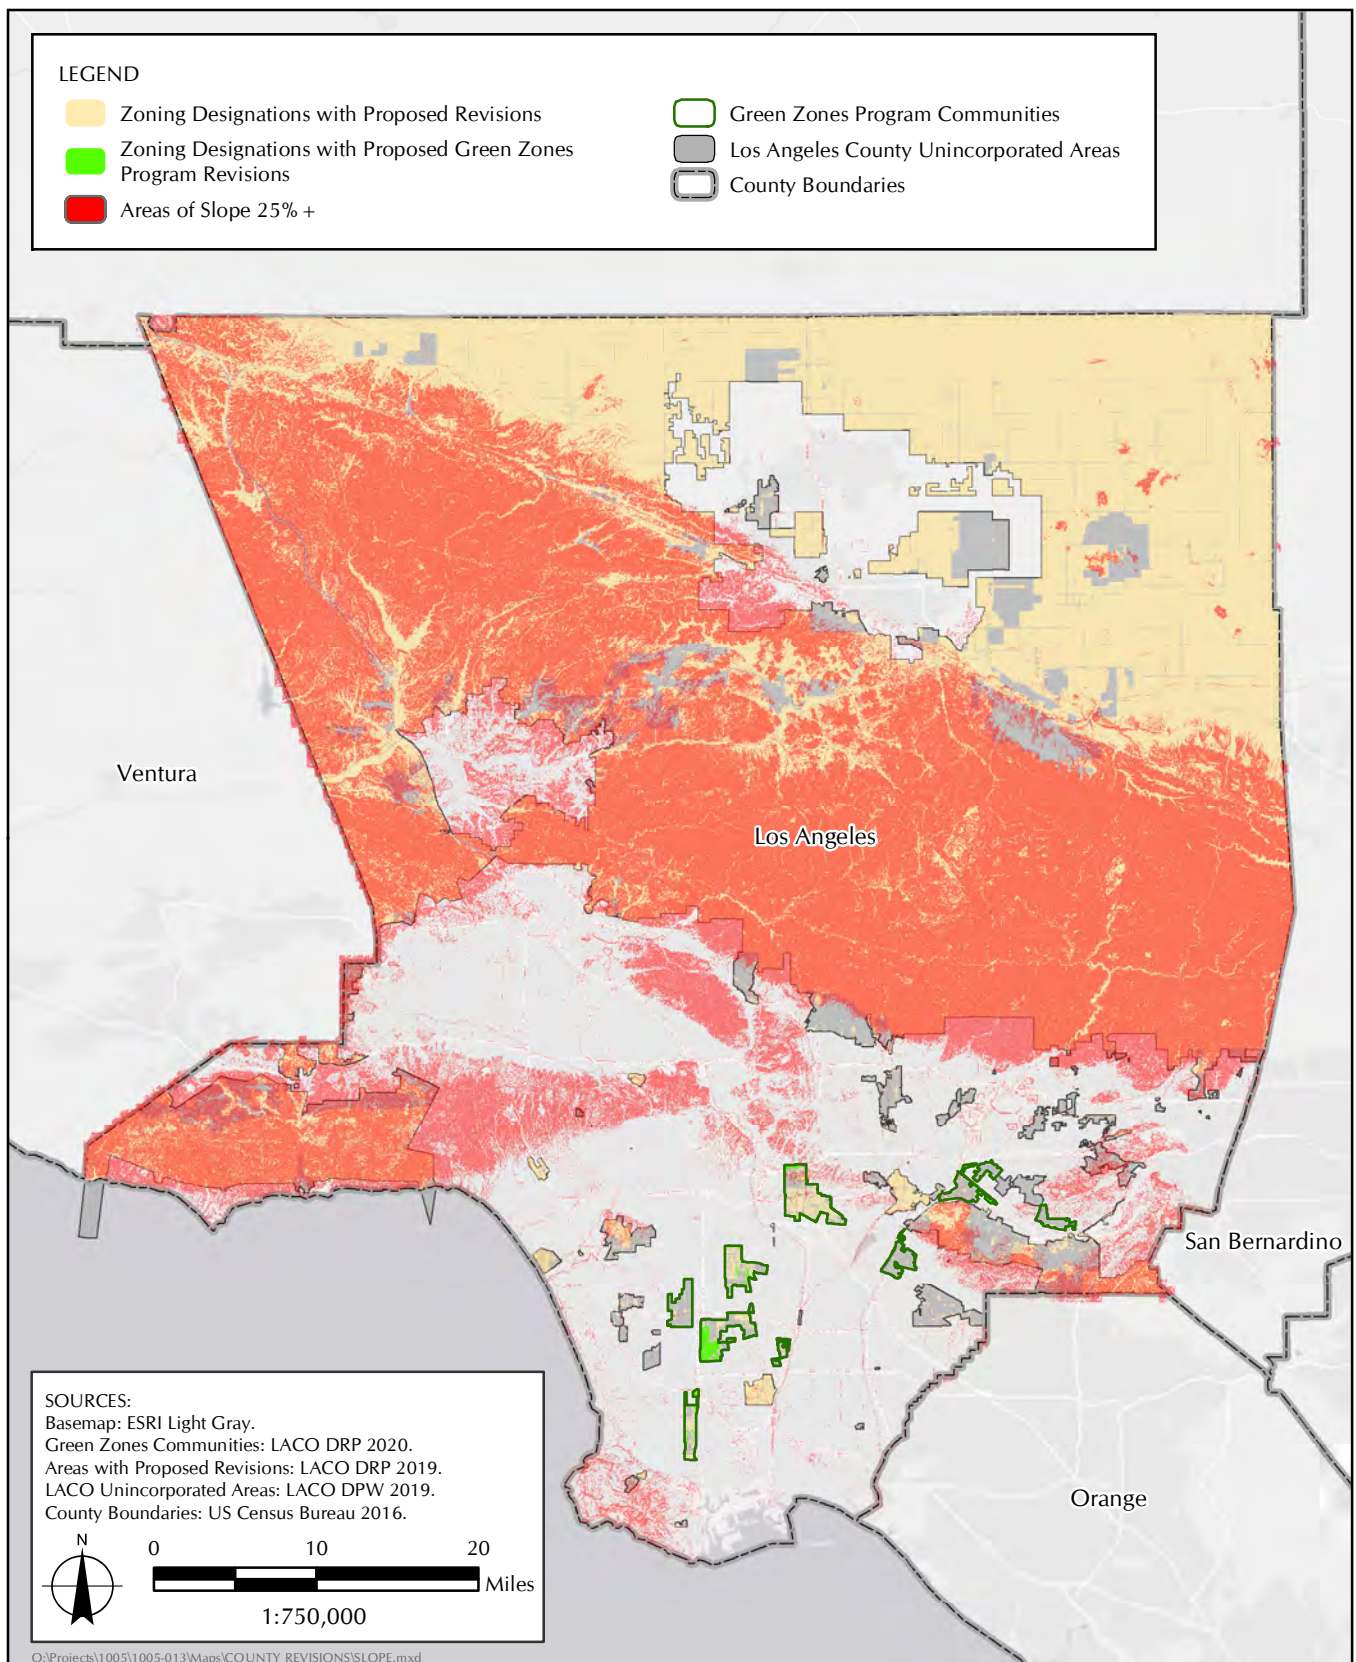 LEGEND
Zoning Designations with Proposed Revisions
Zoning Designations with Proposed Green Zones
Program Revisions
Areas of Slope 25% +
Green Zones Program Communities
Los Angeles County Unincorporated Areas
County Boundaries
Ventura
Los Angeles
San Bernardino
Orange
SOURCES:
Basemap: ESRI Light Gray.
Green Zones Communities: LACO DRP 2020.
Areas with Proposed Revisions: LACO DRP 2019.
LACO Unincorporated Areas: LACO DPW 2019.
County Boundaries: US Census Bureau 2016.
N
0 10 20
Miles
1:750,000
Q:\Projects\1005\1005-013\Maps\COUNTY_REVISIONS\SLOPE.mxd